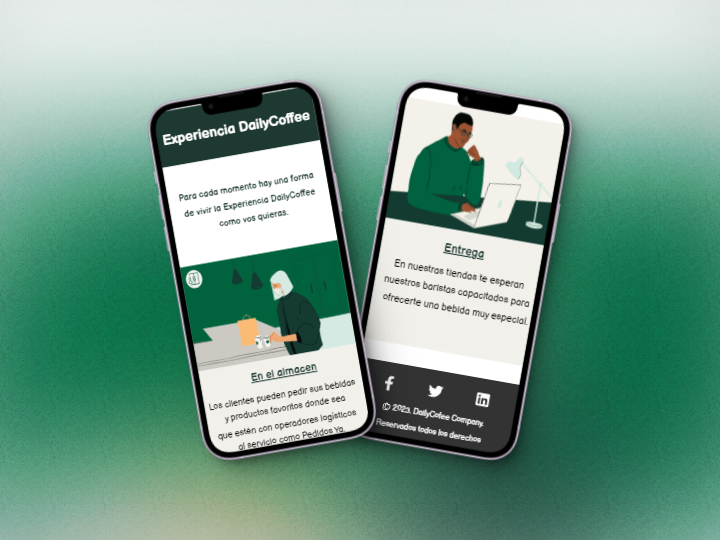 Experiencia DailyCoffee
Para cada momento hay una forma
de vivir la Experiencia DailyCoffee
como vos quieras.
En el almacen
Los clientes pueden pedir sus bebidas
y productos favoritos donde sea
que estén con operadores logísticos
al servicio como Pedidos Ya,
Entrega
En nuestras tiendas te esperan
nuestros baristas capacitados para
ofrecerte una bebida muy especial.
© 2023. DailyCofee Company.
Reservados todos los derechos